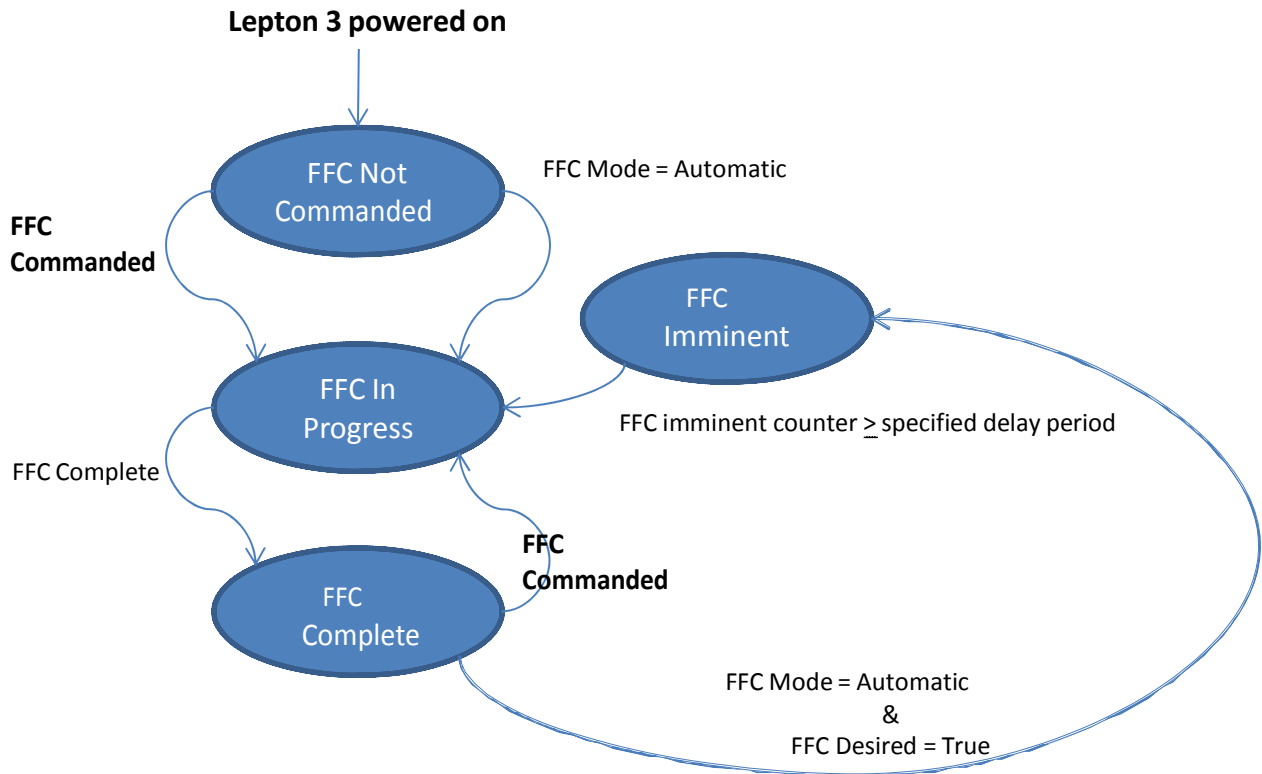 Lepton 3 powered on
FFC Not
Commanded
FFC Mode = Automatic
FFC
Commanded
FFC
Imminent
FFC In
Progress
FFC imminent counter ≥ specified delay period
FFC Complete
FFC
Commanded
FFC
Complete
FFC Mode = Automatic
&
FFC Desired = True